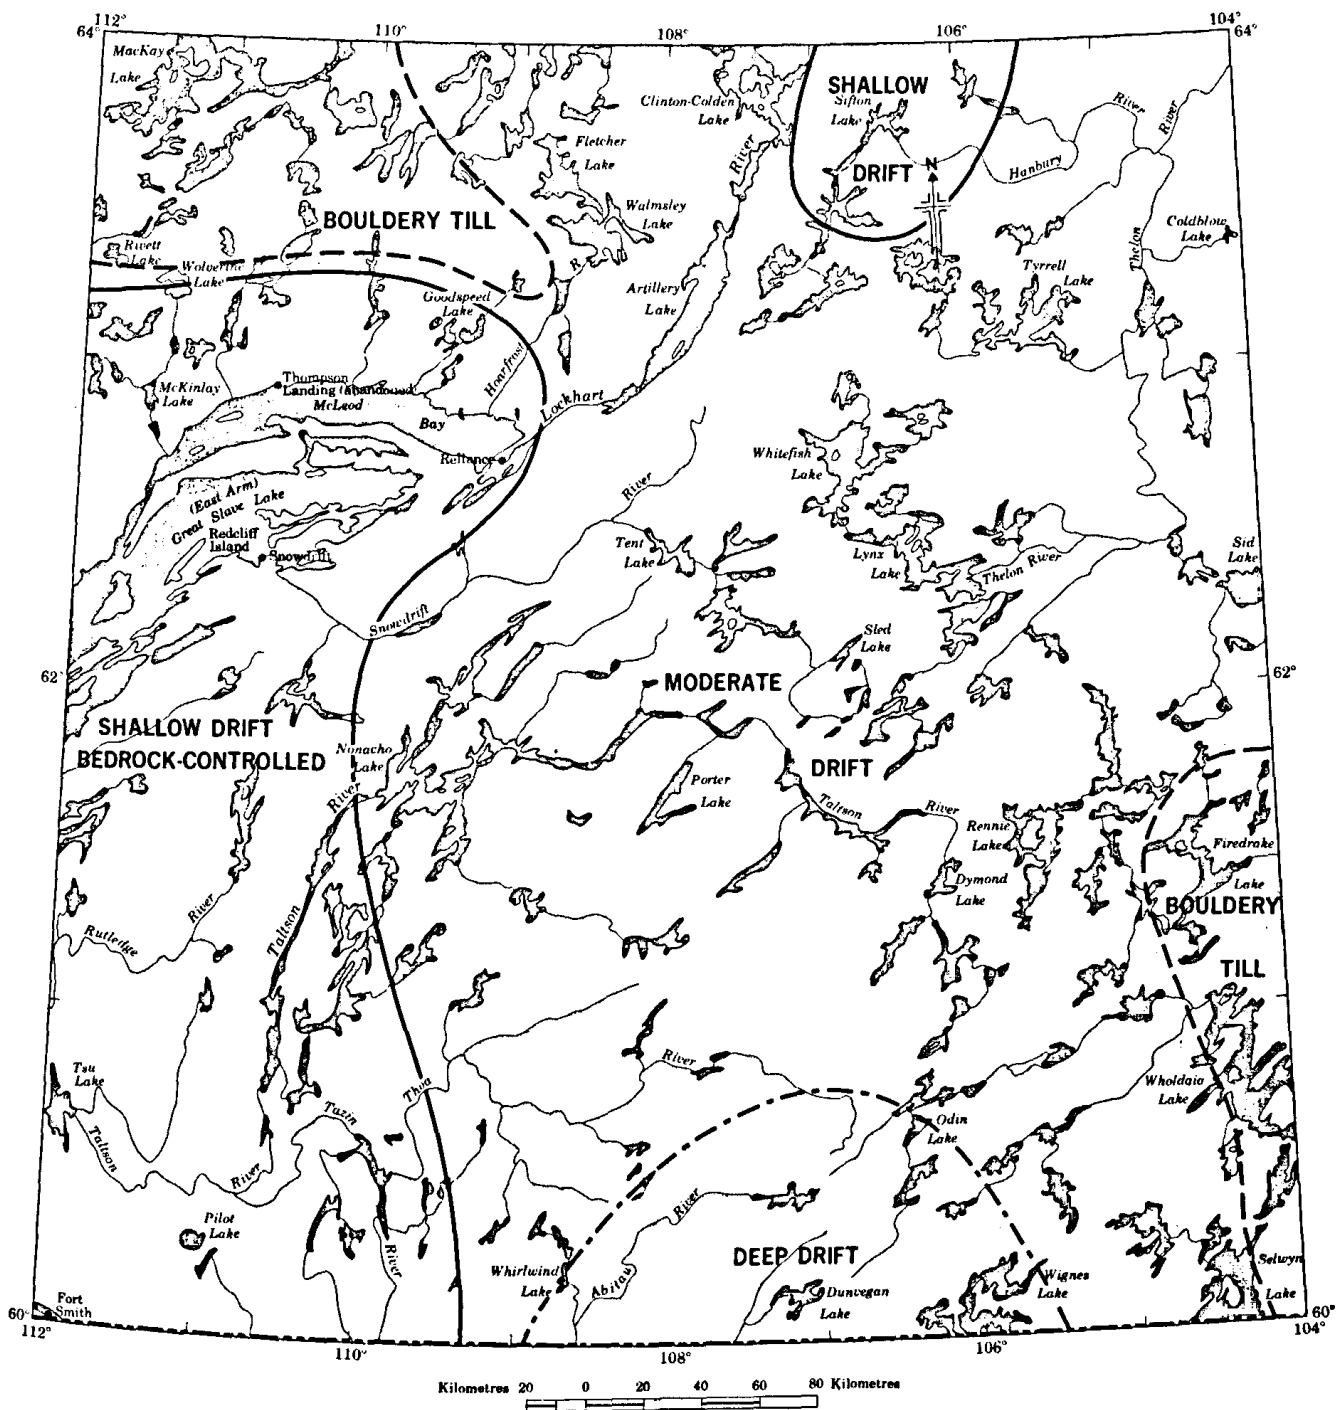 112°
110°
108°
106°
104°
64°
64°
MacKay
Lake
SHALLOW
Sifton
Lake
Clinton-Colden
Lake
River
River
River
Fletcher
Lake
DRIFT
N
Hanbury
BOULDERY TILL
Walmsley
Lake
Coldblow
Lake
Thelon
Rivett
Lake
Wolverine
Lake
R
Tyrrell
Lake
Goodspeed
Lake
Artillery
Lake
Hoarfrost
Thompson
Landing (abandoned)
McLeod
Bay
McKinlay
Lake
Lockhart
Reliance
Whitefish
Lake
(East Arm)
Great Slave Lake
River
Redcliff
Island
Snowdrift
Tent
Lake
Lynx
Lake
Thelon River
Sid
Lake
Snowdrift
Sled
Lake
62°
62°
MODERATE
SHALLOW DRIFT
BEDROCK-CONTROLLED
Nonacho
Lake
DRIFT
Porter
Lake
River
Taltson
River
Rennie
Lake
Firedrake
Lake
Dymond
Lake
BOULDERY
River
Taltson
Rutledge
TILL
Tsu
Lake
River
Thoa
Wholdaia
Lake
Tazin
Odin
Lake
Taltson
River
River
Pilot
Lake
DEEP DRIFT
River
Whirlwind
Lake
Abitau
Dunvegan
Lake
Wignes
Lake
Selwyn
Lake
Fort
Smith
60°
60°
112°
110°
108°
106°
104°
Kilometres 20 0 20 40 60 80 Kilometres